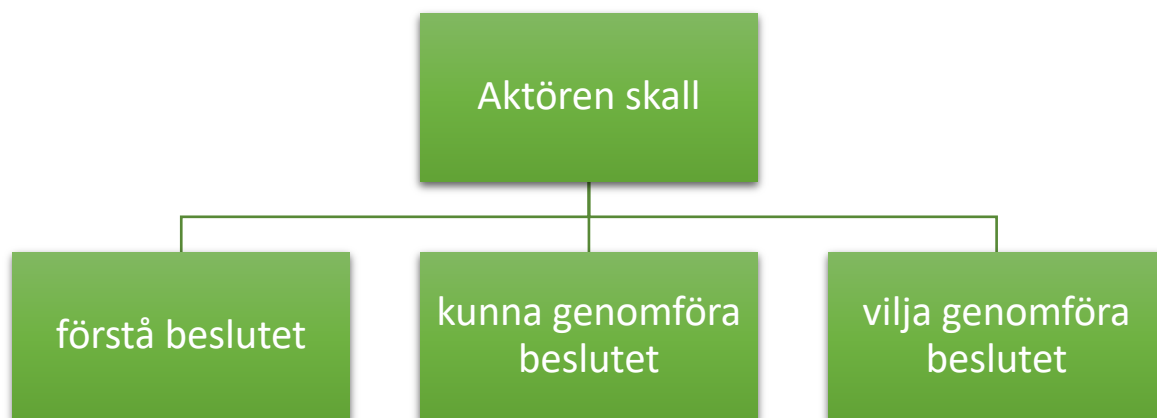 Aktören skall
förstå beslutet
kunna genomföra
beslutet
vilja genomföra
beslutet